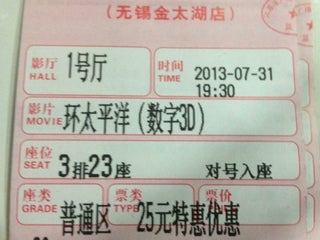 (无锡金太湖店)
影厅 1号厅 时间 2013-07-31
HALL TIME 19:30
影片 环太平洋(数字3D)
MOVIE
座位 3排23座 对号入座
SEAT
座类 票类 票价
GRADE 普通区 TYPE 25元特惠优惠